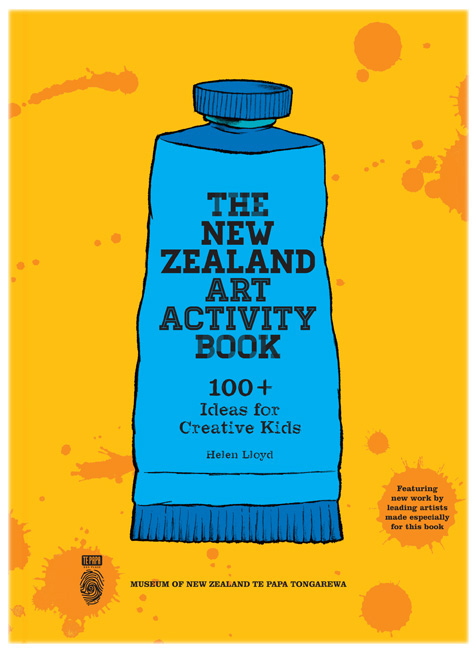 THE
NEW
ZEALAND
ART
ACTIVITY
BOOK
100+
Ideas for
Creative Kids
Helen Lloyd
Featuring
new work by
leading artists
made especially
for this book
TE PAPA
MUSEUM OF NEW ZEALAND TE PAPA TONGAREWA